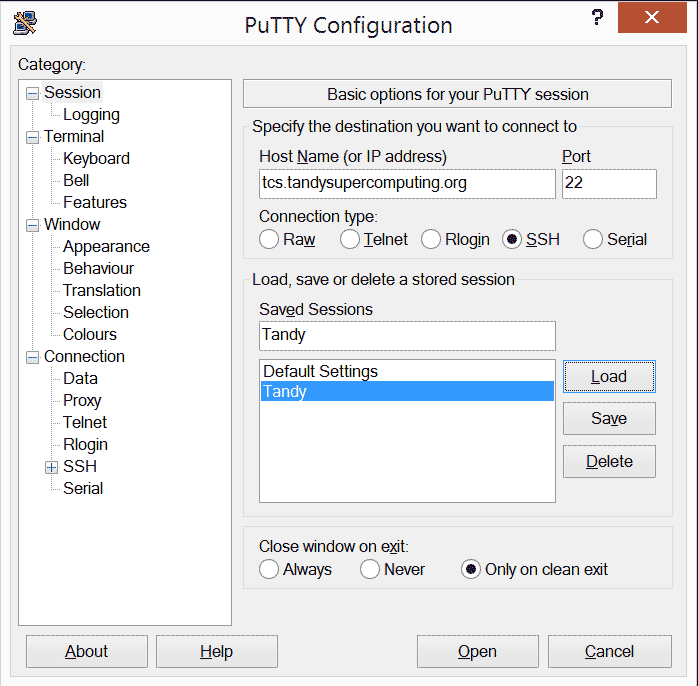 PuTTY Configuration
?
Category:
Session
Logging
Terminal
Keyboard
Bell
Features
Window
Appearance
Behaviour
Translation
Selection
Colours
Connection
Data
Proxy
Telnet
Rlogin
SSH
Serial
Basic options for your PuTTY session
Specify the destination you want to connect to
Host Name (or IP address) Port
tcs.tandysupercomputing.org 22
Connection type:
Raw Telnet Rlogin SSH Serial
Load, save or delete a stored session
Saved Sessions
Tandy
Default Settings
Tandy
Load
Save
Delete
Close window on exit:
Always Never Only on clean exit
About Help Open Cancel